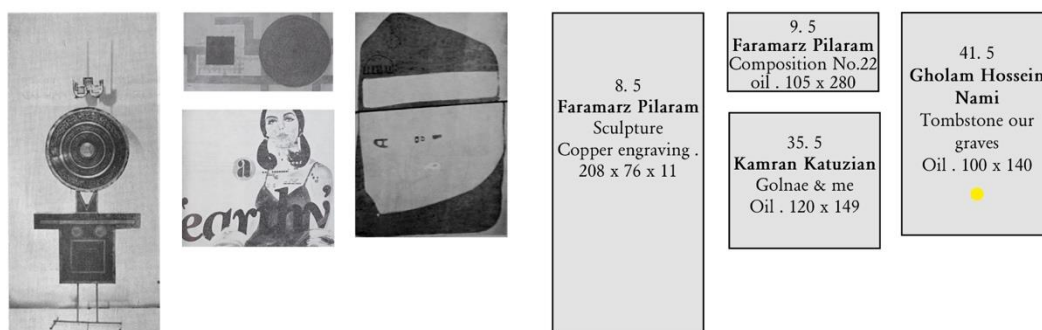 a
fearthy'
8. 5
Faramarz Pilaram
Sculpture
Copper engraving .
208 x 76 x 11
9. 5
Faramarz Pilaram
Composition No.22
oil . 105 x 280
35. 5
Kamran Katuzian
Golnae & me
Oil . 120 x 149
41. 5
Gholam Hossein
Nami
Tombstone our
graves
Oil . 100 x 140